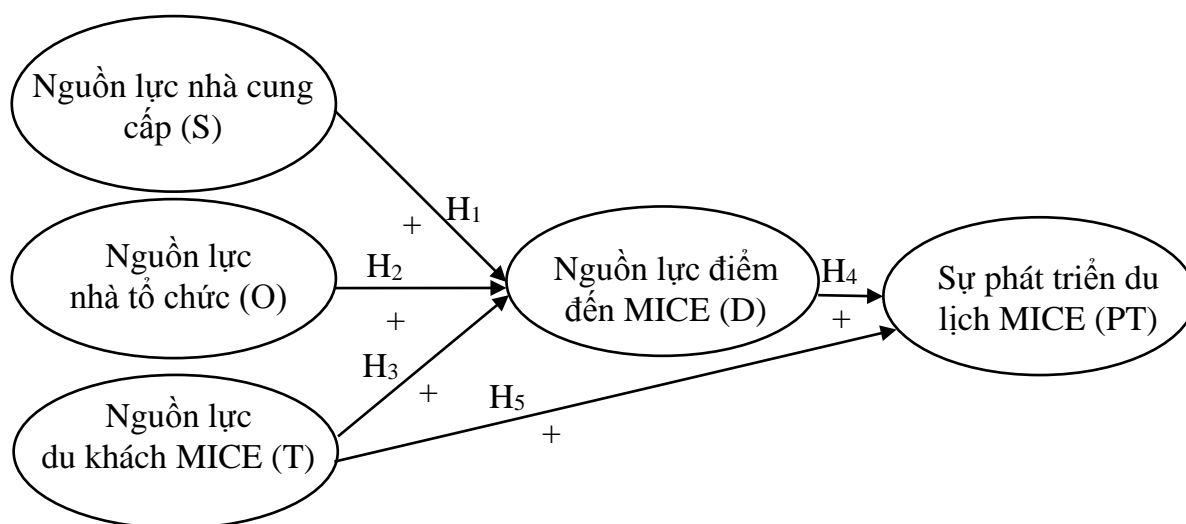 Nguồn lực nhà cung
cấp (S)
H1
+
Nguồn lực
nhà tổ chức (O)
H2
+
Nguồn lực điểm
đến MICE (D)
H4
+
Sự phát triển du
lịch MICE (PT)
H3
+
Nguồn lực
du khách MICE (T)
H5
+